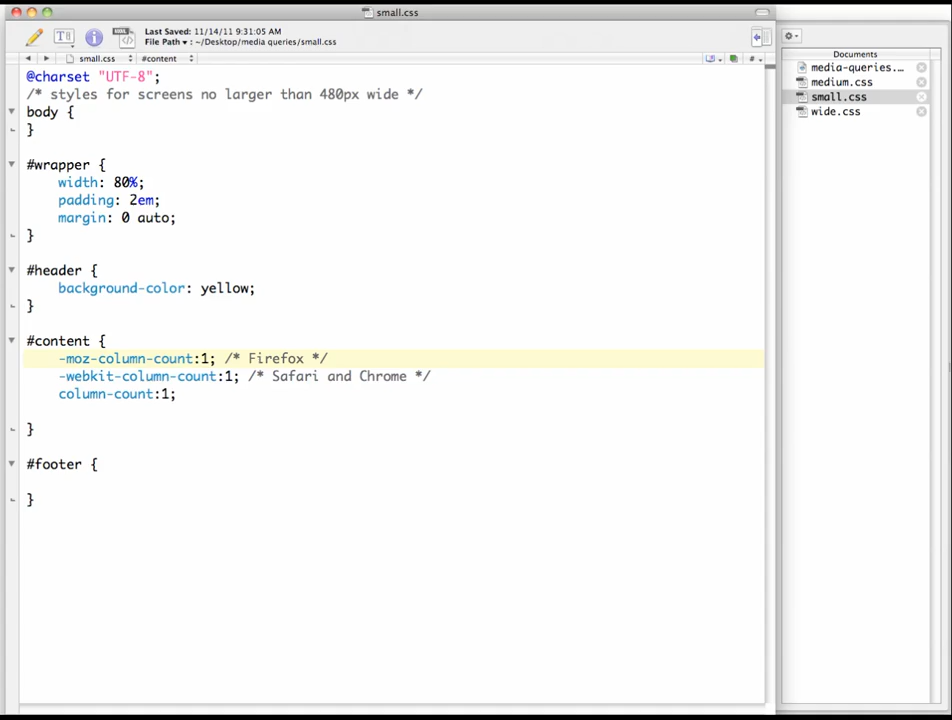 small.css
Last Saved: 11/14/11 9:31:05 AM
File Path ▾ : ~/Desktop/media queries/small.css
small.css
#content
Documents
media-queries....
medium.css
small.css
wide.css
@charset "UTF-8";
/* styles for screens no larger than 480px wide */
body {
}
#wrapper {
width: 80%;
padding: 2em;
margin: 0 auto;
}
#header {
background-color: yellow;
}
#content {
-moz-column-count:1; /* Firefox */
-webkit-column-count:1; /* Safari and Chrome */
column-count:1;
}
#footer {
}